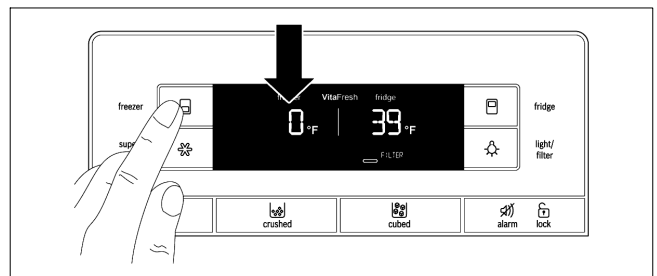 VitaFresh fridge
freezer
0 °F 39 °F
fridge
FILTER
light/
filter
crushed
cubed
alarm lock